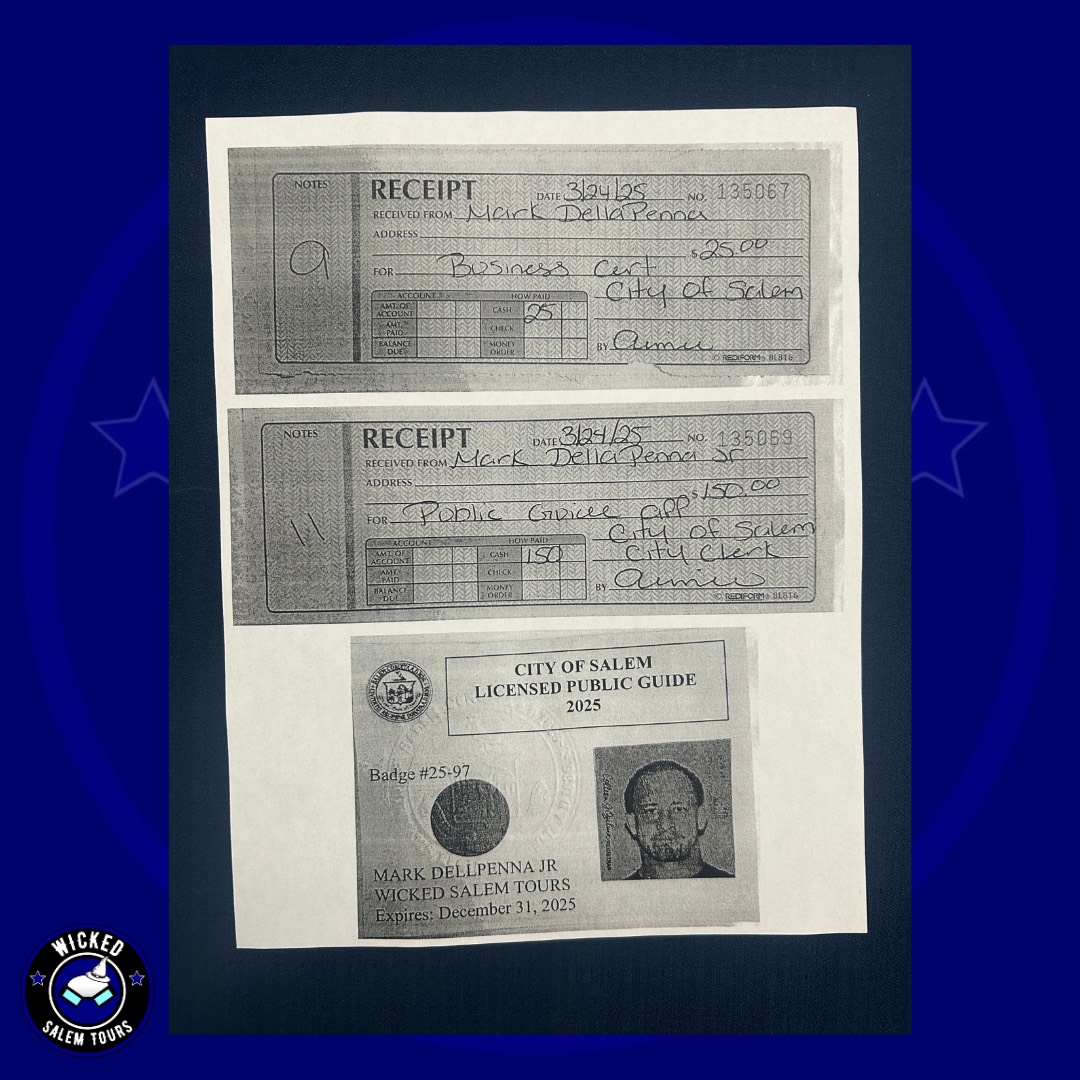 NOTES
RECEIPT
DATE 3/24/25 NO. 135067
RECEIVED FROM Mark DellaPenna
ADDRESS
$25.00
9
FOR Business Cert
City Of Salem
ACCOUNT HOW PAID
AMT. OF ACCOUNT CASH 25
AMT. PAID CHECK
BALANCE DUE MONEY ORDER
BY Aimee
© REDIFORM® 8L816
NOTES
RECEIPT
DATE 3/24/25 NO. 135069
RECEIVED FROM Mark DellaPenna Jr
ADDRESS
$150.00
11
FOR Public Guide app
City Of Salem
City Clerk
ACCOUNT HOW PAID
AMT. OF ACCOUNT CASH 150
AMT. PAID CHECK
BALANCE DUE MONEY ORDER
BY Aimee
© REDIFORM® 8L816
CITY OF SALEM
LICENSED PUBLIC GUIDE
2025
Badge #25-97
MARK DELLPENNA JR
WICKED SALEM TOURS
Expires: December 31, 2025
WICKED
SALEM TOURS